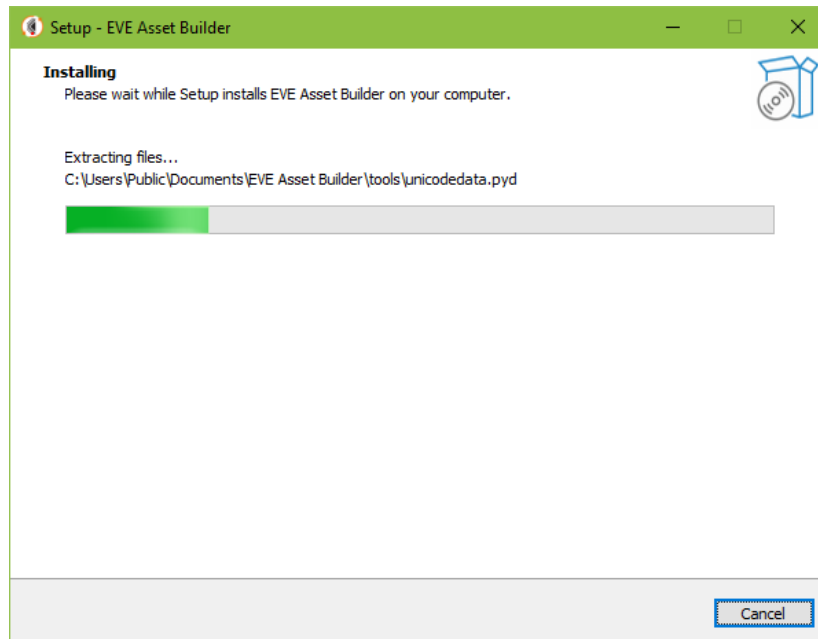 Setup - EVE Asset Builder
Installing
Please wait while Setup installs EVE Asset Builder on your computer.
Extracting files...
C:\Users\Public\Documents\EVE Asset Builder\tools\unicodedata.pyd
Cancel